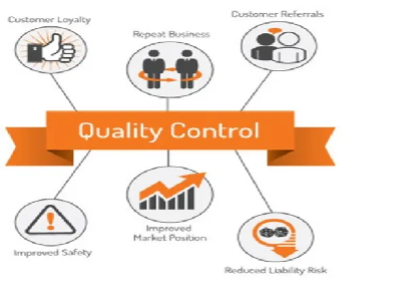 Customer Loyalty
Repeat Business
Customer Referrals
Quality Control
Improved Safety
Improved
Market Position
Reduced Liability Risk